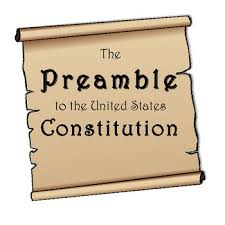 The
Preamble
to the United States
Constitution